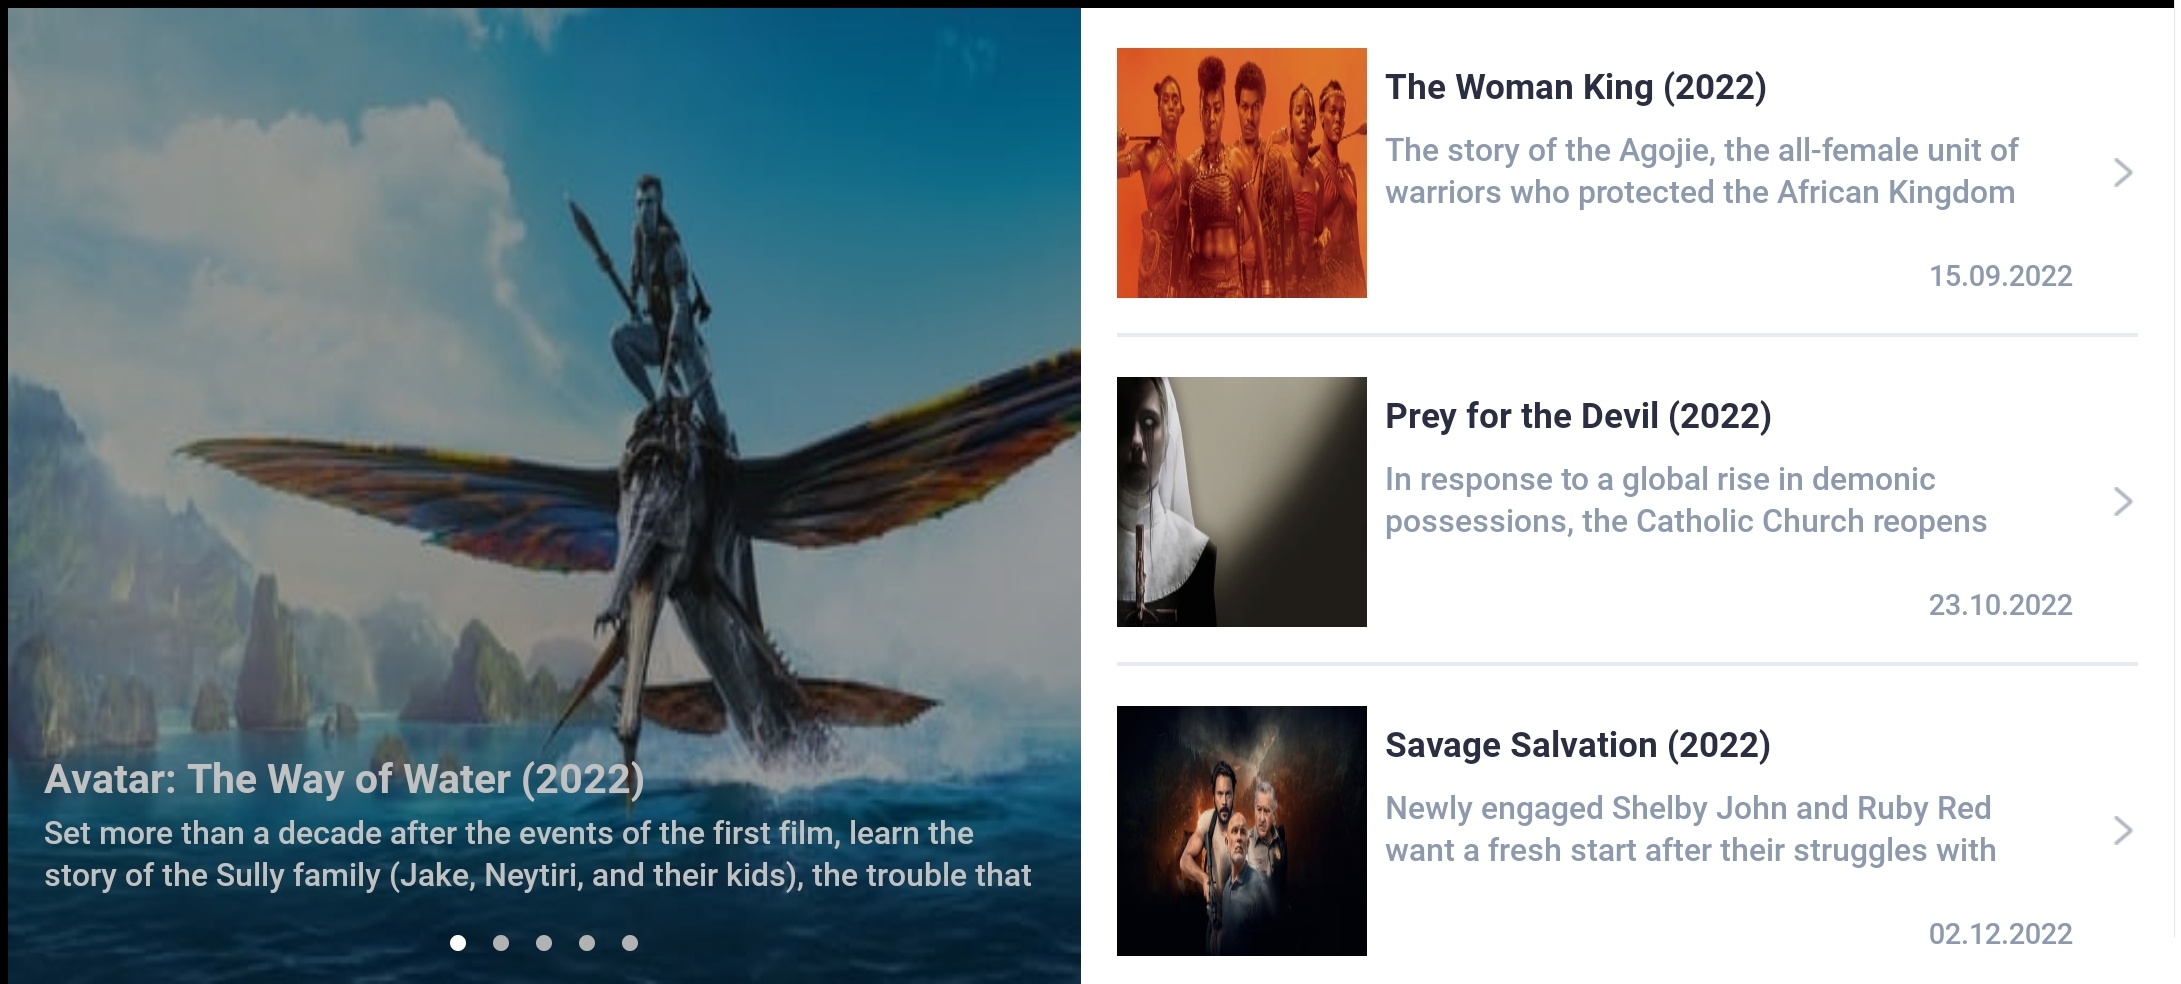 Avatar: The Way of Water (2022)
Set more than a decade after the events of the first film, learn the
story of the Sully family (Jake, Neytiri, and their kids), the trouble that
The Woman King (2022)
The story of the Agojie, the all-female unit of
warriors who protected the African Kingdom
15.09.2022
Prey for the Devil (2022)
In response to a global rise in demonic
possessions, the Catholic Church reopens
23.10.2022
Savage Salvation (2022)
Newly engaged Shelby John and Ruby Red
want a fresh start after their struggles with
02.12.2022